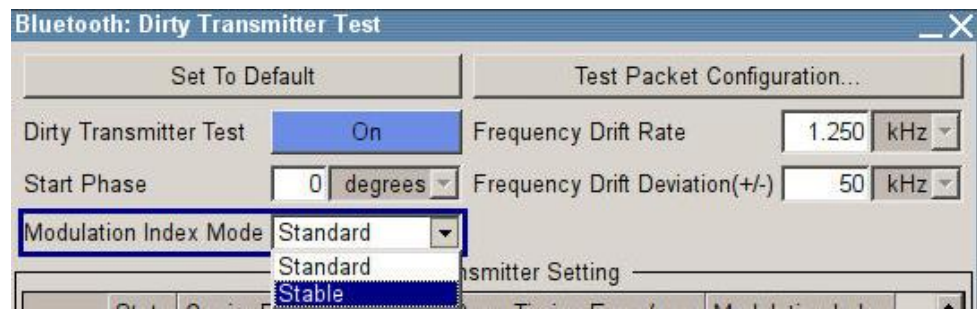 Bluetooth: Dirty Transmitter Test
Set To Default
Test Packet Configuration...
Dirty Transmitter Test On Frequency Drift Rate 1.250 kHz
Start Phase 0 degrees Frequency Drift Deviation(+/-) 50 kHz
Modulation Index Mode Standard
Standard
Setting
Stable